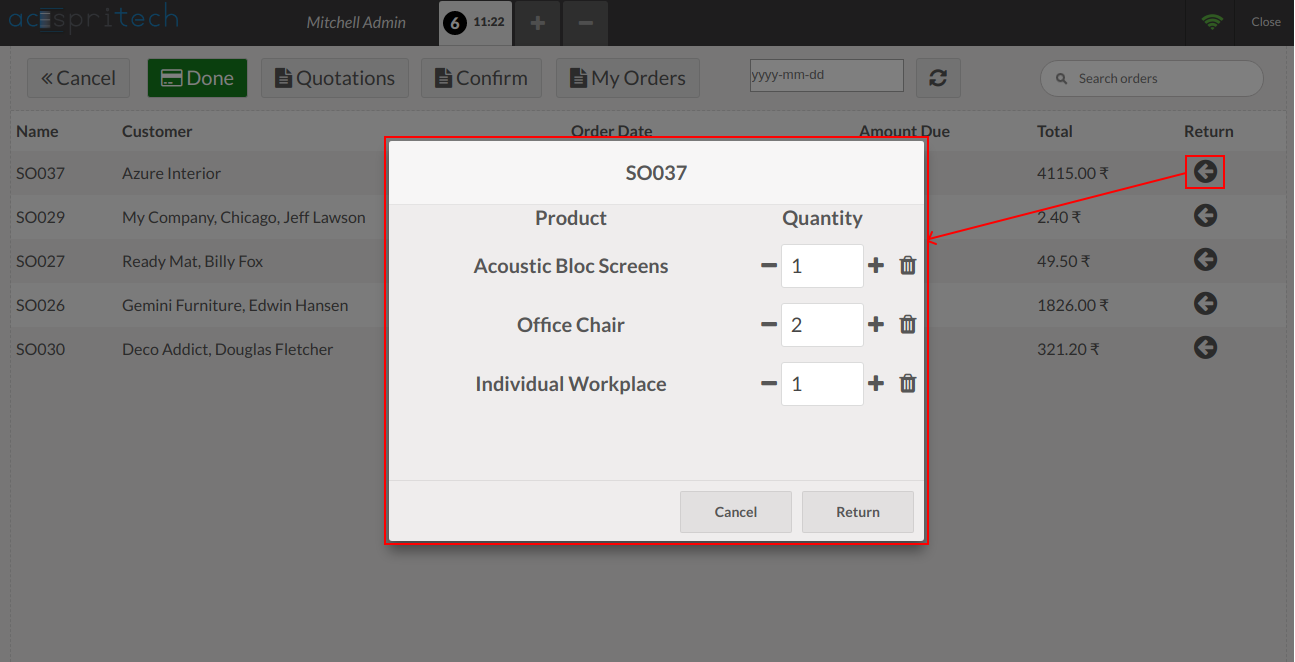 acespritech Mitchell Admin 6 11:22 Close
Cancel Done Quotations Confirm My Orders yyyy-mm-dd Search orders
Name Customer Order Date Amount Due Total Return
SO037 Azure Interior 4115.00 ₹
SO029 My Company, Chicago, Jeff Lawson 2.40 ₹
SO027 Ready Mat, Billy Fox 49.50 ₹
SO026 Gemini Furniture, Edwin Hansen 1826.00 ₹
SO030 Deco Addict, Douglas Fletcher 321.20 ₹
SO037
Product Quantity
Acoustic Bloc Screens 1
Office Chair 2
Individual Workplace 1
Cancel Return